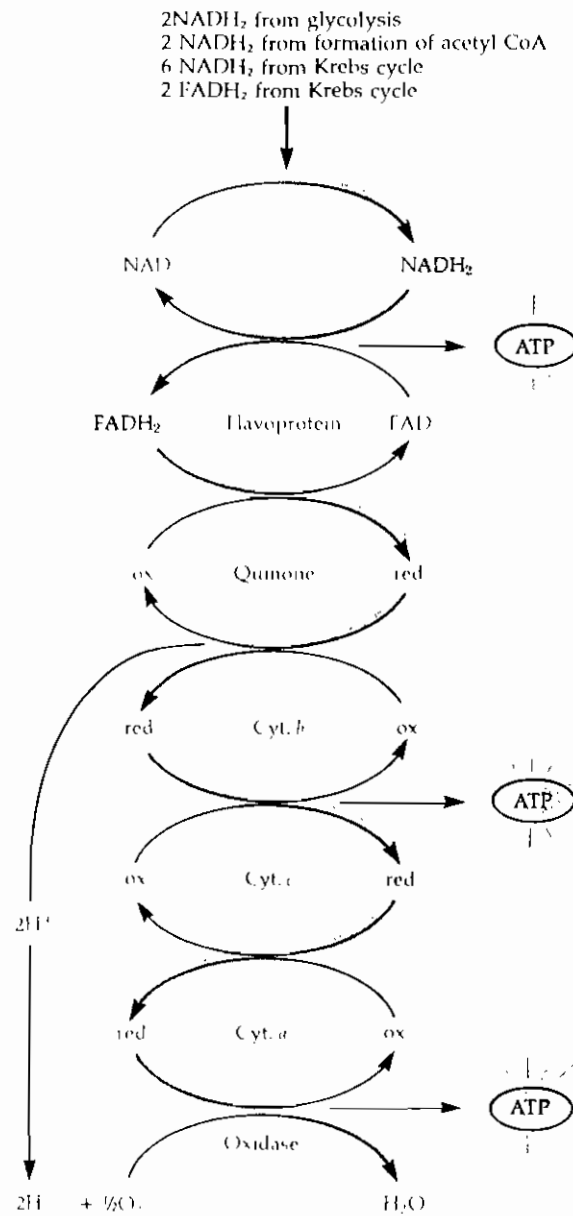 2NADH₂ from glycolysis
2 NADH₂ from formation of acetyl CoA
6 NADH₂ from Krebs cycle
2 FADH₂ from Krebs cycle
NAD NADH₂
ATP
FADH₂ Flavoprotein FAD
ox Quinone red
red Cyt. b ox
ATP
ox Cyt. c red
2H⁺
red Cyt. a ox
ATP
Oxidase
2H + ½O₂ H₂O